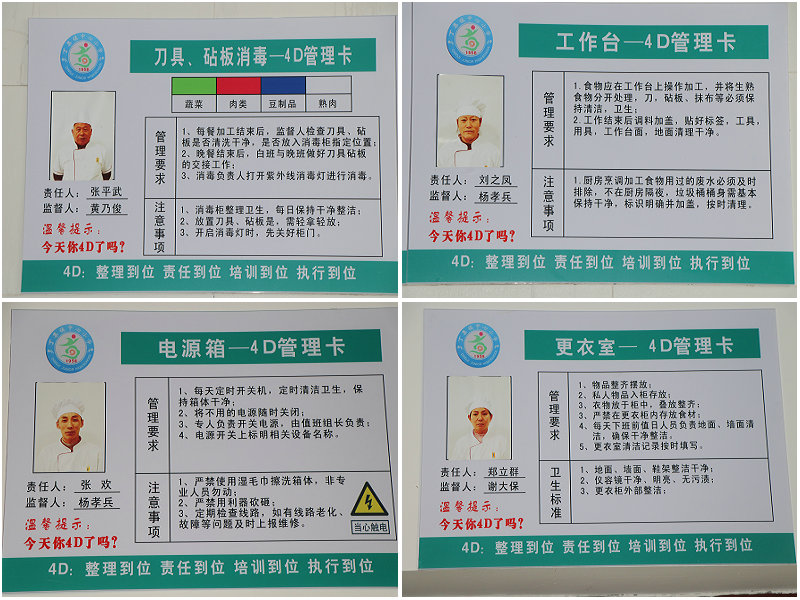 刀具、砧板消毒—4D管理卡
蔬菜 肉类 豆制品 熟肉
管理要求
1、每餐加工结束后，监督人检查刀具、砧
板是否清洗干净，是否放入消毒柜指定位置；
2、晚餐结束后，白班与晚班做好刀具砧板
的交接工作；
3、消毒负责人打开紫外线消毒灯进行消毒。
责任人：张平武
监督人：黄乃俊
注意事项
1、消毒柜整理卫生，每日保持干净整洁；
2、放置刀具、砧板是，需轻拿轻放；
3、开启消毒灯时，先关好柜门。
温馨提示：
今天你4D了吗？
4D：整理到位 责任到位 培训到位 执行到位
工作台—4D管理卡
管理要求
1.食物应在工作台上操作加工，并将生熟
食物分开处理，刀，砧板、抹布等必须保
持清洁，卫生；
2.工作结束后调料加盖，贴好标签，工具，
用具，工作台面，地面清理干净。
责任人：刘之凤
监督人：杨孝兵
注意事项
1.厨房烹调加工食物用过的废水必须及时
排除，不在厨房隔夜，垃圾桶桶身需基本
保持干净，标识明确并加盖，按时清理。
温馨提示：
今天你4D了吗？
4D：整理到位 责任到位 培训到位 执行到位
电源箱—4D管理卡
管理要求
1、每天定时开关机，定时清洁卫生，保
持箱体干净；
2、将不用的电源随时关闭；
3、专人负责开关电源，由值班组长负责；
4、电源开关上标明相关设备名称。
责任人：张 欢
监督人：杨孝兵
注意事项
1、严禁使用湿毛巾擦洗箱体，非专
业人员勿动；
2、严禁用利器砍砸；
3、定期检查线路，如有线路老化、
故障等问题及时上报维修。
当心触电
温馨提示：
今天你4D了吗？
4D：整理到位 责任到位 培训到位 执行到位
更衣室—4D管理卡
管理要求
1、物品整齐摆放；
2、私人物品入柜存放；
3、衣物放于柜中，叠放整齐；
4、严禁在更衣柜内存放食材；
4、每天下班前值日人员负责地面、墙面清
洁，确保干净整洁。
5、更衣室清洁记录按时填写。
责任人：郑立群
监督人：谢大保
卫生标准
1、地面、墙面、鞋架整洁干净；
2、仪容镜干净、明亮、无污渍；
3、更衣柜外部整洁；
温馨提示：
今天你4D了吗？
4D：整理到位 责任到位 培训到位 执行到位